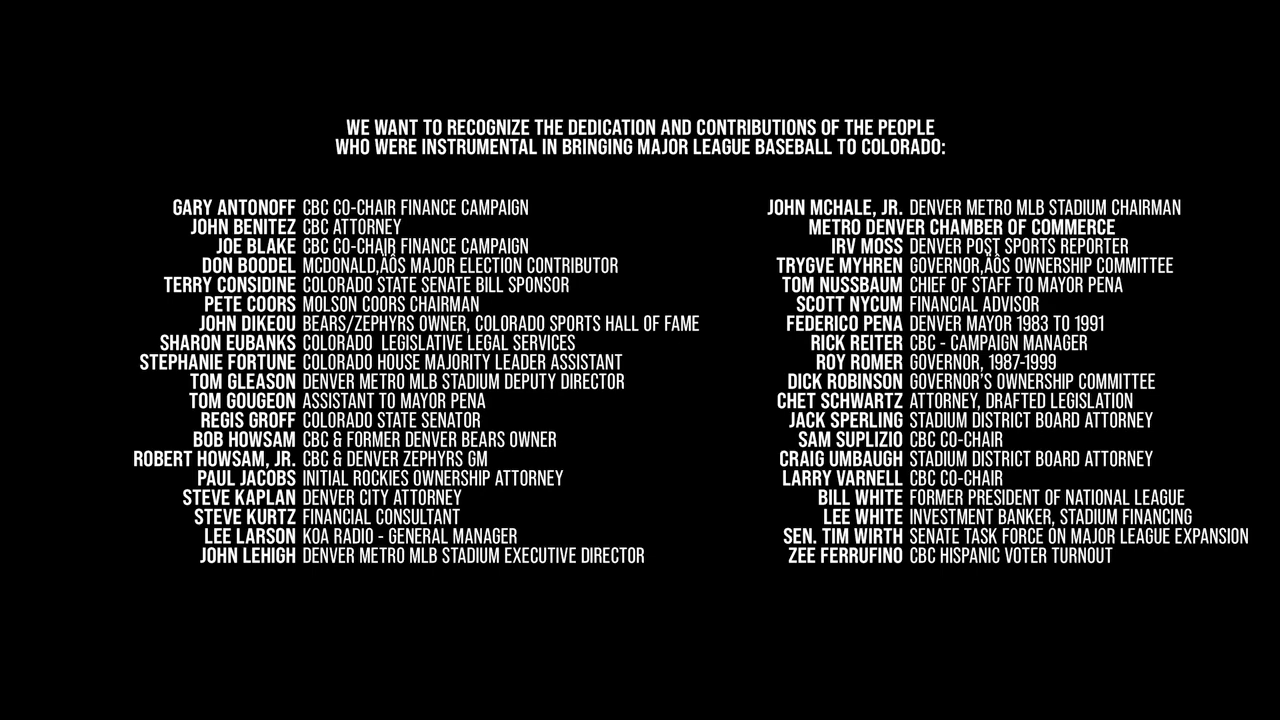 WE WANT TO RECOGNIZE THE DEDICATION AND CONTRIBUTIONS OF THE PEOPLE
WHO WERE INSTRUMENTAL IN BRINGING MAJOR LEAGUE BASEBALL TO COLORADO:
GARY ANTONOFF CBC CO-CHAIR FINANCE CAMPAIGN
JOHN BENITEZ CBC ATTORNEY
JOE BLAKE CBC CO-CHAIR FINANCE CAMPAIGN
DON BOODEL MCDONALD‚ÄÔS MAJOR ELECTION CONTRIBUTOR
TERRY CONSIDINE COLORADO STATE SENATE BILL SPONSOR
PETE COORS MOLSON COORS CHAIRMAN
JOHN DIKEOU BEARS/ZEPHYRS OWNER, COLORADO SPORTS HALL OF FAME
SHARON EUBANKS COLORADO  LEGISLATIVE LEGAL SERVICES
STEPHANIE FORTUNE COLORADO HOUSE MAJORITY LEADER ASSISTANT
TOM GLEASON DENVER METRO MLB STADIUM DEPUTY DIRECTOR
TOM GOUGEON ASSISTANT TO MAYOR PENA
REGIS GROFF COLORADO STATE SENATOR
BOB HOWSAM CBC & FORMER DENVER BEARS OWNER
ROBERT HOWSAM, JR. CBC & DENVER ZEPHYRS GM
PAUL JACOBS INITIAL ROCKIES OWNERSHIP ATTORNEY
STEVE KAPLAN DENVER CITY ATTORNEY
STEVE KURTZ FINANCIAL CONSULTANT
LEE LARSON KOA RADIO - GENERAL MANAGER
JOHN LEHIGH DENVER METRO MLB STADIUM EXECUTIVE DIRECTOR
JOHN MCHALE, JR. DENVER METRO MLB STADIUM CHAIRMAN
METRO DENVER CHAMBER OF COMMERCE
IRV MOSS DENVER POST SPORTS REPORTER
TRYGVE MYHREN GOVERNOR‚ÄÔS OWNERSHIP COMMITTEE
TOM NUSSBAUM CHIEF OF STAFF TO MAYOR PENA
SCOTT NYCUM FINANCIAL ADVISOR
FEDERICO PENA DENVER MAYOR 1983 TO 1991
RICK REITER CBC - CAMPAIGN MANAGER
ROY ROMER GOVERNOR, 1987-1999
DICK ROBINSON GOVERNOR'S OWNERSHIP COMMITTEE
CHET SCHWARTZ ATTORNEY, DRAFTED LEGISLATION
JACK SPERLING STADIUM DISTRICT BOARD ATTORNEY
SAM SUPLIZIO CBC CO-CHAIR
CRAIG UMBAUGH STADIUM DISTRICT BOARD ATTORNEY
LARRY VARNELL CBC CO-CHAIR
BILL WHITE FORMER PRESIDENT OF NATIONAL LEAGUE
LEE WHITE INVESTMENT BANKER, STADIUM FINANCING
SEN. TIM WIRTH SENATE TASK FORCE ON MAJOR LEAGUE EXPANSION
ZEE FERRUFINO CBC HISPANIC VOTER TURNOUT